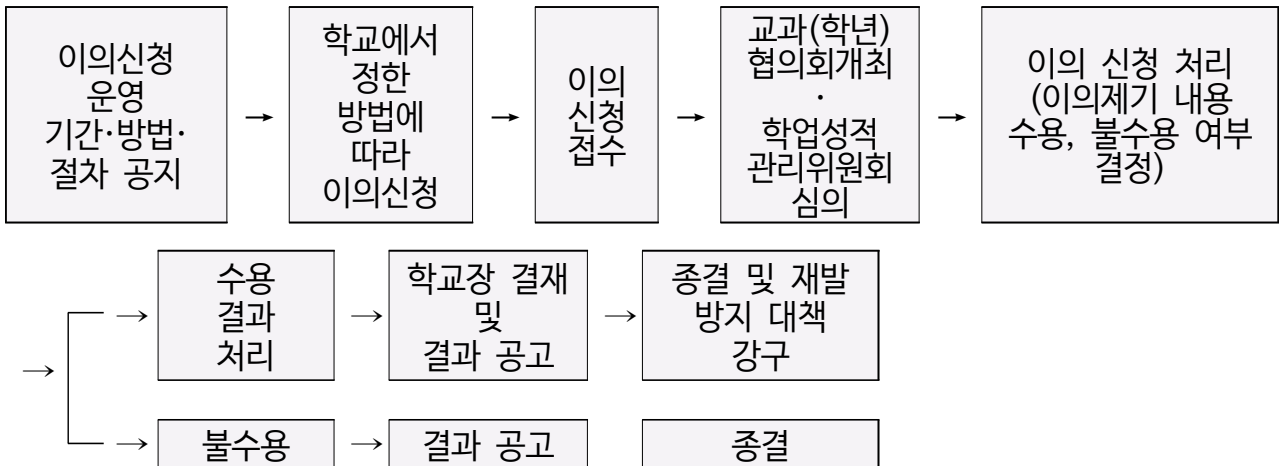 이의신청
운영
기간·방법·
절차 공지
→
학교에서
정한
방법에
따라
이의신청
→
이의
신청
접수
→
교과(학년)
협의회개최
·
학업성적
관리위원회
심의
→
이의 신청 처리
(이의제기 내용
수용, 불수용 여부
결정)
→
→
수용
결과
처리
→
학교장 결재
및
결과 공고
→
종결 및 재발
방지 대책
강구
→
불수용
→
결과 공고
종결